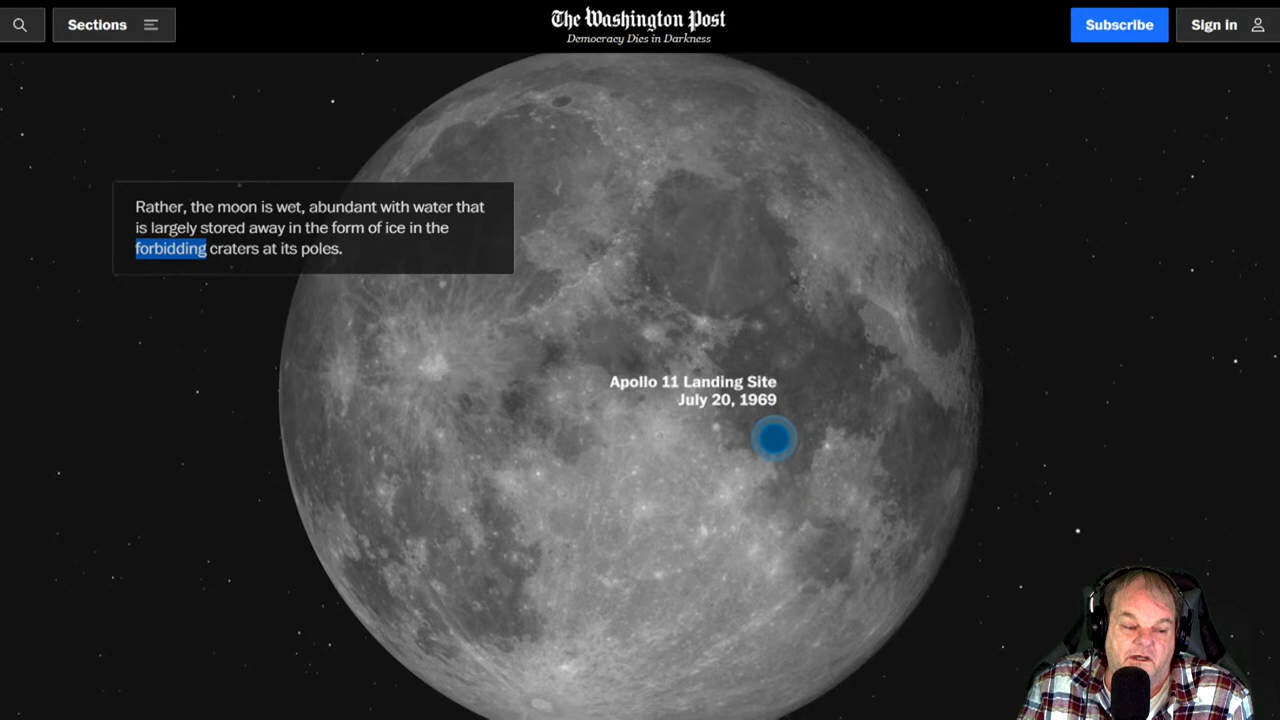 Sections
The Washington Post
Democracy Dies in Darkness
Subscribe
Sign in
Rather, the moon is wet, abundant with water that
is largely stored away in the form of ice in the
forbidding craters at its poles.
Apollo 11 Landing Site
July 20, 1969